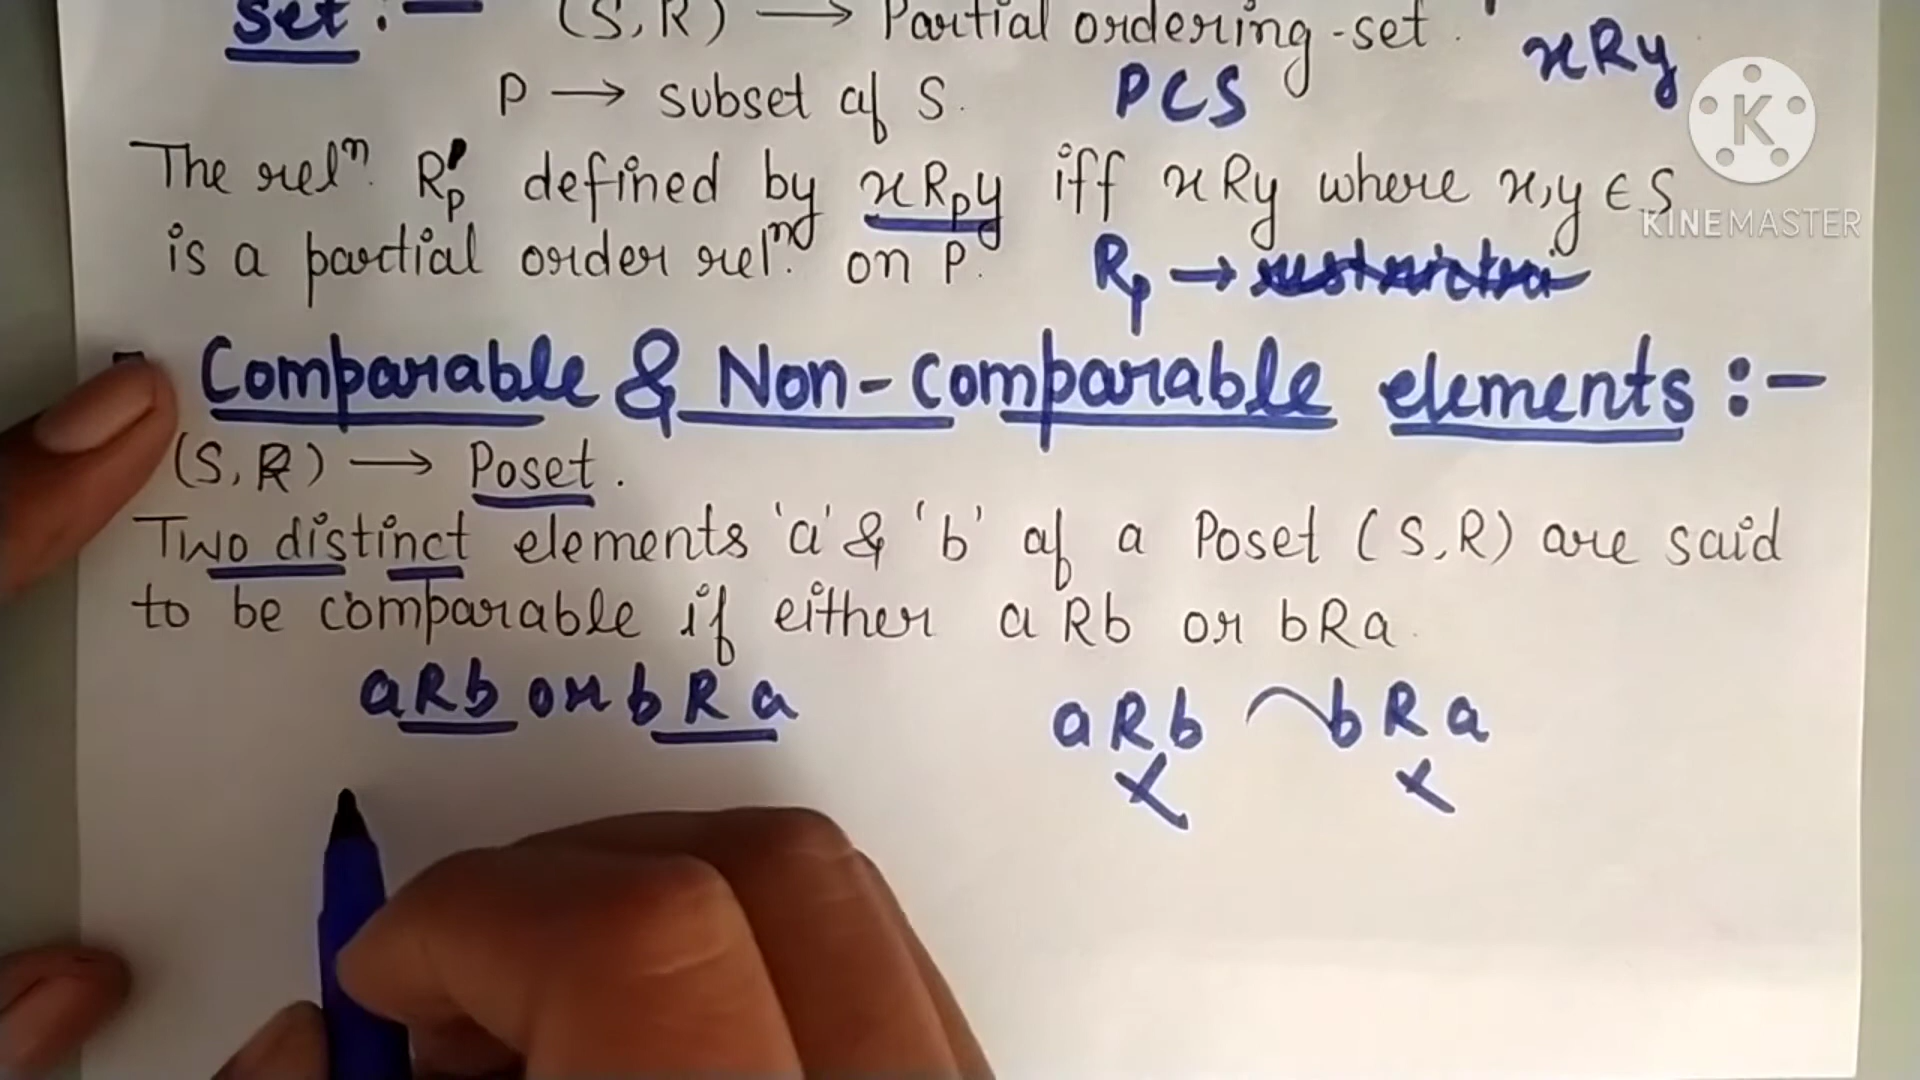 Set :- (S, R) → Partial ordering-set.
xRy
P → subset of S. PCS
The relⁿ. R'p defined by xRpy iff xRy where x,y ∈ S
is a partial order relⁿ. on P. Rp →
Comparable & Non-comparable elements :-
(S, R) → Poset.
Two distinct elements 'a' & 'b' of a Poset (S,R) are said
to be comparable if either aRb or bRa.
aRb or bRa aRb bRa
x x
K
KINEMASTER